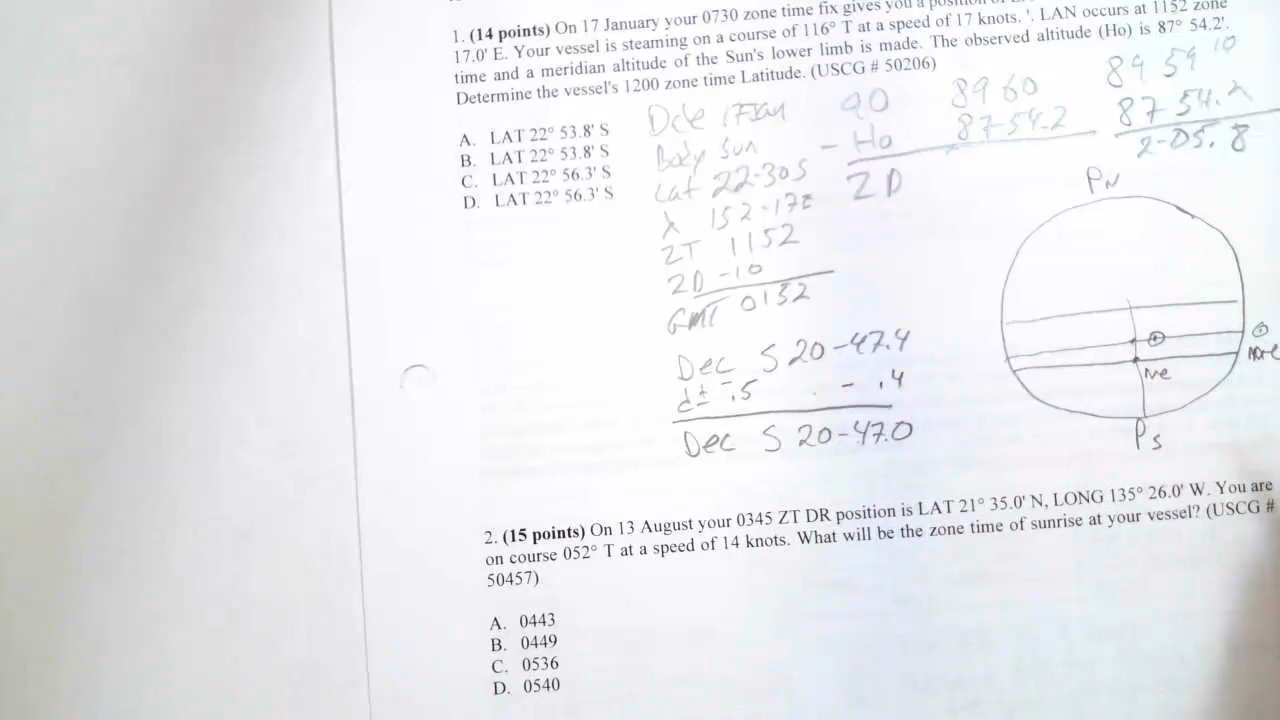 1. (14 points) On 17 January your 0730 zone time fix gives you a position of
17.0' E. Your vessel is steaming on a course of 116° T at a speed of 17 knots. '. LAN occurs at 1152 zone
time and a meridian altitude of the Sun's lower limb is made. The observed altitude (Ho) is 87° 54.2'.
Determine the vessel's 1200 zone time Latitude. (USCG # 50206)
A. LAT 22° 53.8' S
B. LAT 22° 53.8' S
C. LAT 22° 56.3' S
D. LAT 22° 56.3' S
Date 17 Jan
Body Sun
Lat 22-30 S
λ 152-17 E
ZT 1152
ZD -10
GMT 0152
Dec S 20-47.4
d± -.5 - .4
Dec S 20-47.0
90
- Ho
ZD
89 60
87-54.2
89 59 10
87 54.2
2-05.8
PN
me
Ps
2. (15 points) On 13 August your 0345 ZT DR position is LAT 21° 35.0' N, LONG 135° 26.0' W. You are
on course 052° T at a speed of 14 knots. What will be the zone time of sunrise at your vessel? (USCG #
50457)
A. 0443
B. 0449
C. 0536
D. 0540